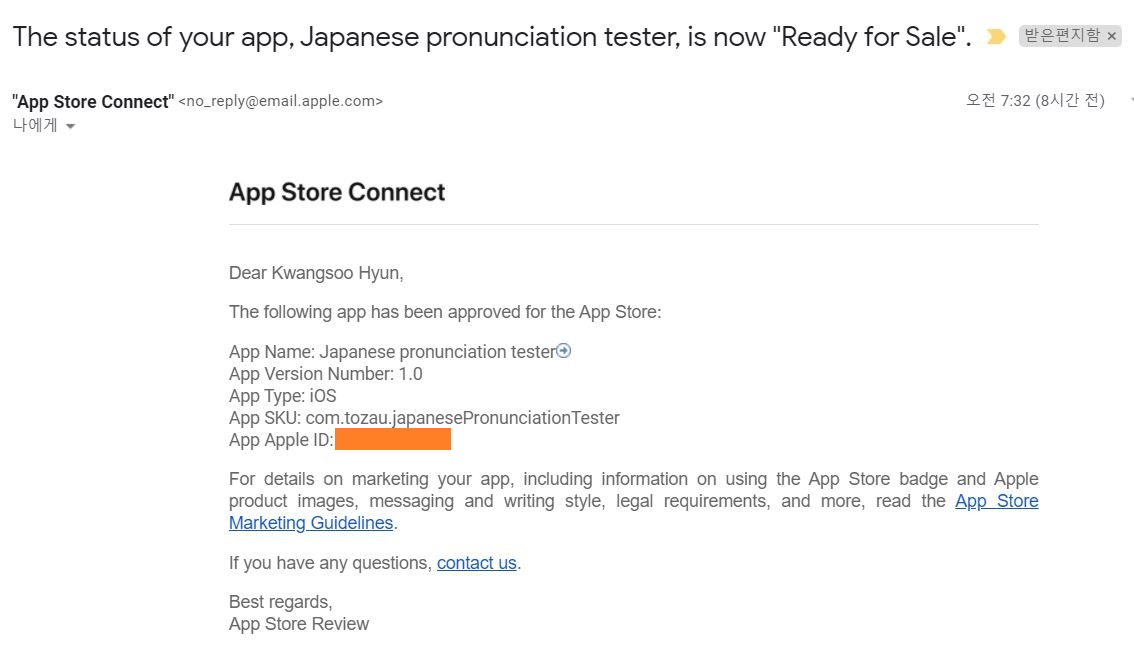 The status of your app, Japanese pronunciation tester, is now "Ready for Sale". 받은편지함 ×
"App Store Connect" <no_reply@email.apple.com> 오전 7:32 (8시간 전)
나에게
App Store Connect
Dear Kwangsoo Hyun,
The following app has been approved for the App Store:
App Name: Japanese pronunciation tester
App Version Number: 1.0
App Type: iOS
App SKU: com.tozau.japanesePronunciationTester
App Apple ID:
For details on marketing your app, including information on using the App Store badge and Apple
product images, messaging and writing style, legal requirements, and more, read the App Store
Marketing Guidelines.
If you have any questions, contact us.
Best regards,
App Store Review